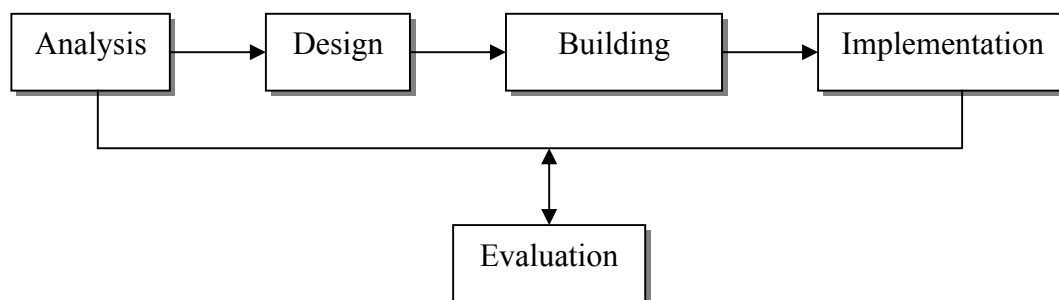 Analysis
Design
Building
Implementation
Evaluation